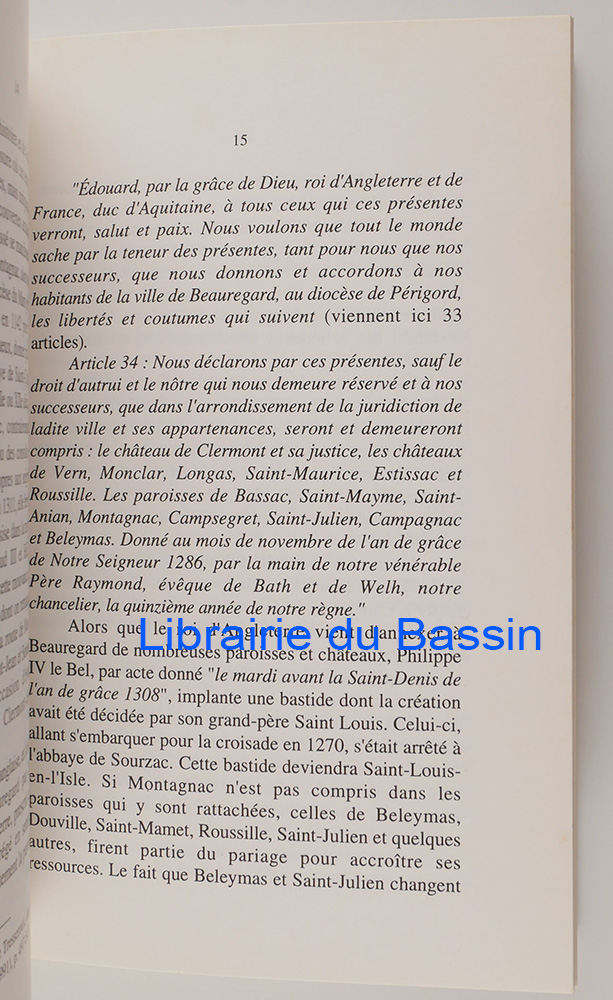 15
"Édouard, par la grâce de Dieu, roi d'Angleterre et de
France, duc d'Aquitaine, à tous ceux qui ces présentes
verront, salut et paix. Nous voulons que tout le monde
sache par la teneur des présentes, tant pour nous que nos
successeurs, que nous donnons et accordons à nos
habitants de la ville de Beauregard, au diocèse de Périgord,
les libertés et coutumes qui suivent (viennent ici 33
articles).
Article 34 : Nous déclarons par ces présentes, sauf le
droit d'autrui et le nôtre qui nous demeure réservé et à nos
successeurs, que dans l'arrondissement de la juridiction de
ladite ville et ses appartenances, seront et demeureront
compris : le château de Clermont et sa justice, les châteaux
de Vern, Monclar, Longas, Saint-Maurice, Estissac et
Roussille. Les paroisses de Bassac, Saint-Mayme, Saint-
Anian, Montagnac, Campsegret, Saint-Julien, Campagnac
et Beleymas. Donné au mois de novembre de l'an de grâce
de Notre Seigneur 1286, par la main de notre vénérable
Père Raymond, évêque de Bath et de Welh, notre
chancelier, la quinzième année de notre règne."
Alors que le roi d'Angleterre vient d'annexer à
Librairie du Bassin
Beauregard de nombreuses paroisses et châteaux, Philippe
IV le Bel, par acte donné "le mardi avant la Saint-Denis de
l'an de grâce 1308", implante une bastide dont la création
avait été décidée par son grand-père Saint Louis. Celui-ci,
allant s'embarquer pour la croisade en 1270, s'était arrêté à
l'abbaye de Sourzac. Cette bastide deviendra Saint-Louis-
en-l'Isle. Si Montagnac n'est pas compris dans les
paroisses qui y sont rattachées, celles de Beleymas,
Douville, Saint-Mamet, Roussille, Saint-Julien et quelques
autres, firent partie du pariage pour accroître ses
ressources. Le fait que Beleymas et Saint-Julien changent